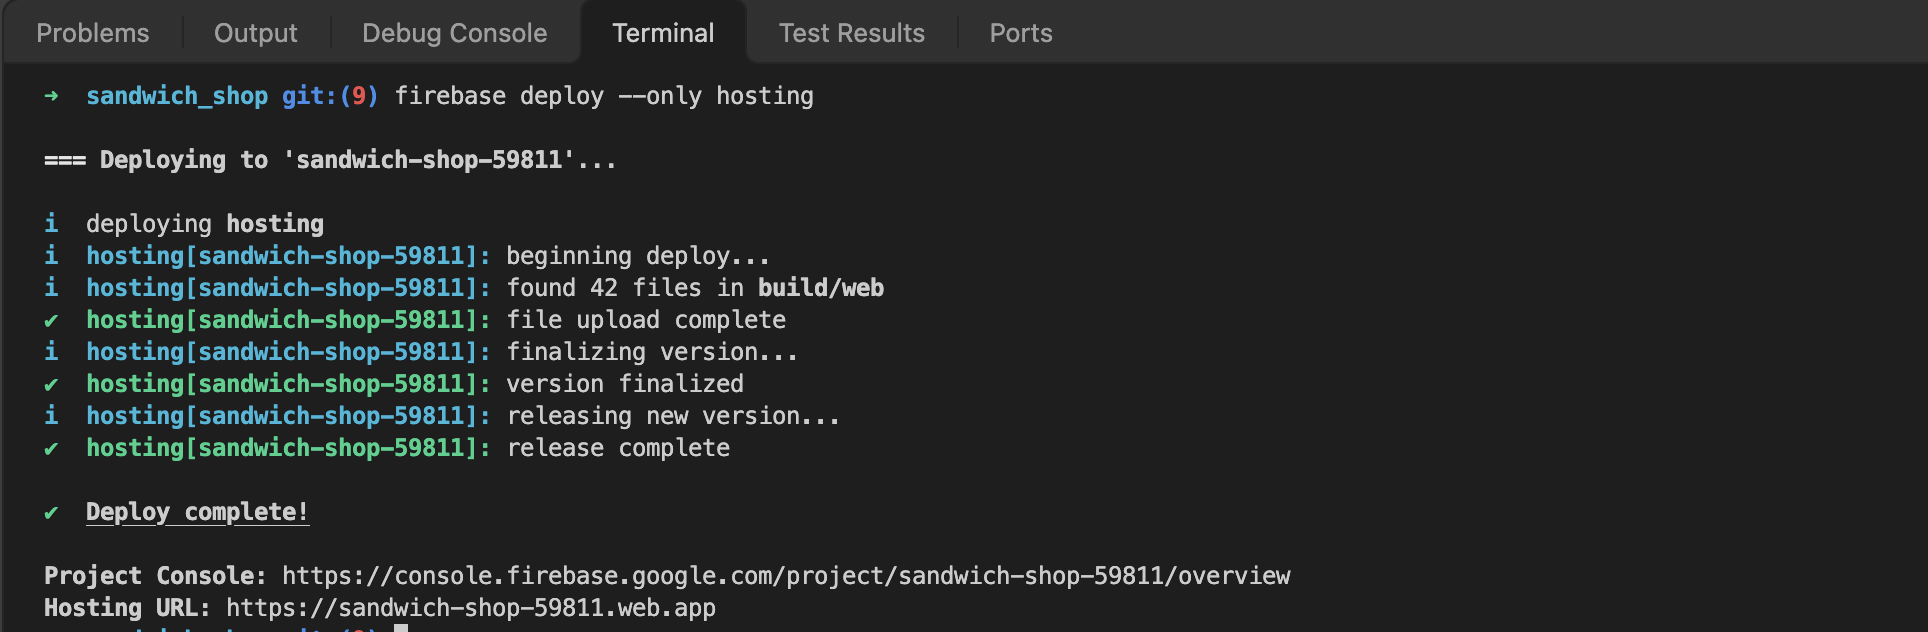 Problems Output Debug Console Terminal Test Results Ports
➜ sandwich_shop git:(9) firebase deploy --only hosting
=== Deploying to 'sandwich-shop-59811'...
i deploying hosting
i hosting[sandwich-shop-59811]: beginning deploy...
i hosting[sandwich-shop-59811]: found 42 files in build/web
✔ hosting[sandwich-shop-59811]: file upload complete
i hosting[sandwich-shop-59811]: finalizing version...
✔ hosting[sandwich-shop-59811]: version finalized
i hosting[sandwich-shop-59811]: releasing new version...
✔ hosting[sandwich-shop-59811]: release complete
✔ Deploy complete!
Project Console: https://console.firebase.google.com/project/sandwich-shop-59811/overview
Hosting URL: https://sandwich-shop-59811.web.app